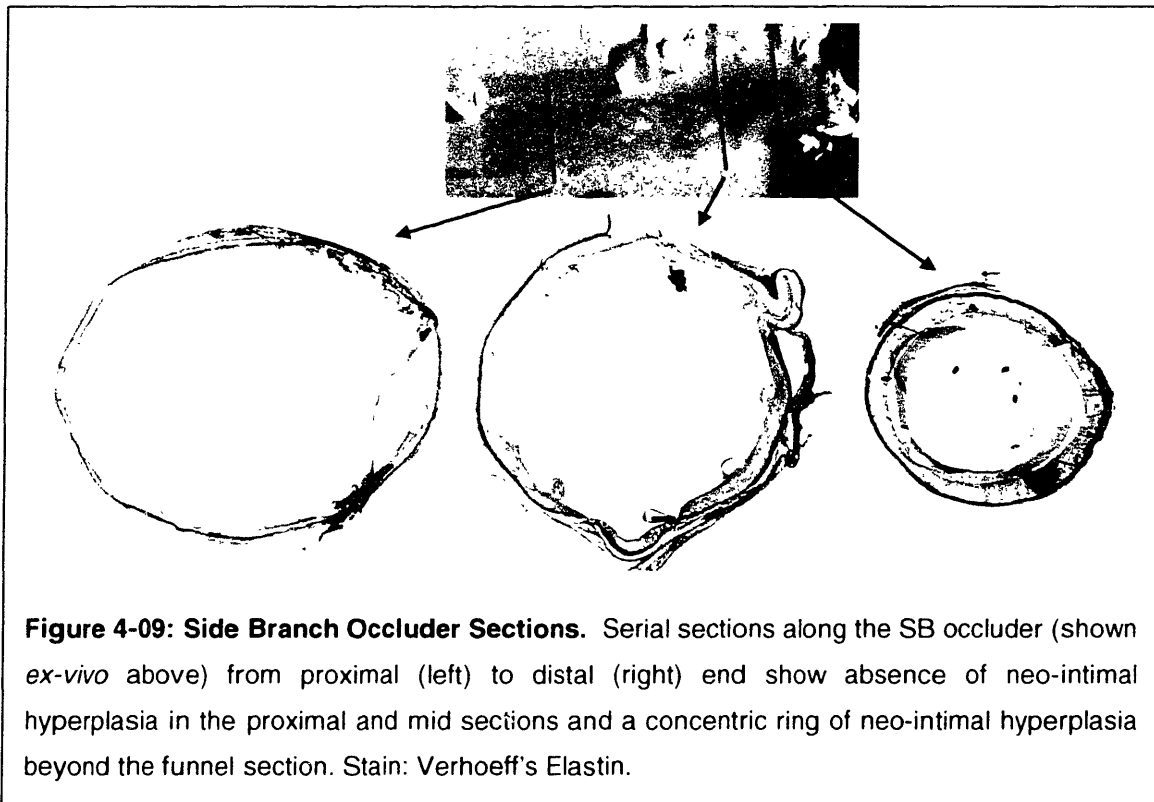 Figure 4-09: Side Branch Occluder Sections. Serial sections along the SB occluder (shown
ex-vivo above) from proximal (left) to distal (right) end show absence of neo-intimal
hyperplasia in the proximal and mid sections and a concentric ring of neo-intimal hyperplasia
beyond the funnel section. Stain: Verhoeff's Elastin.